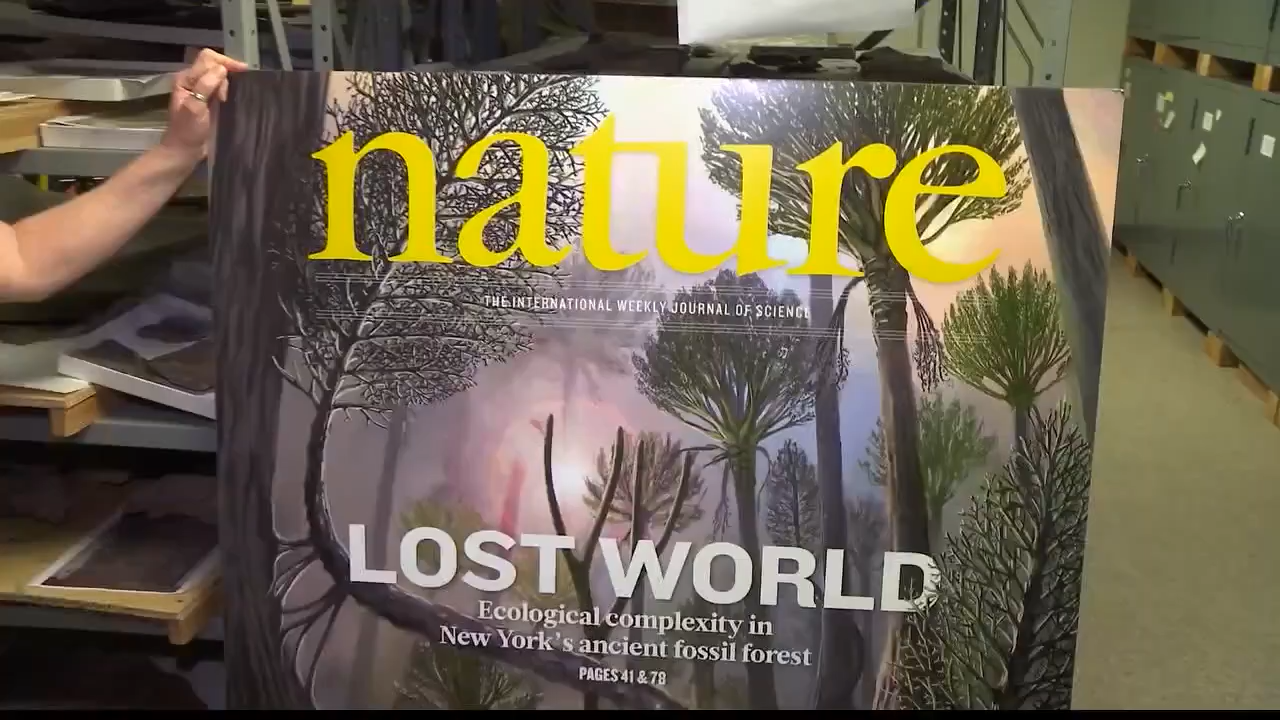 nature
THE INTERNATIONAL WEEKLY JOURNAL OF SCIENCE
LOST WORLD
Ecological complexity in
New York's ancient fossil forest
PAGES 41 & 78